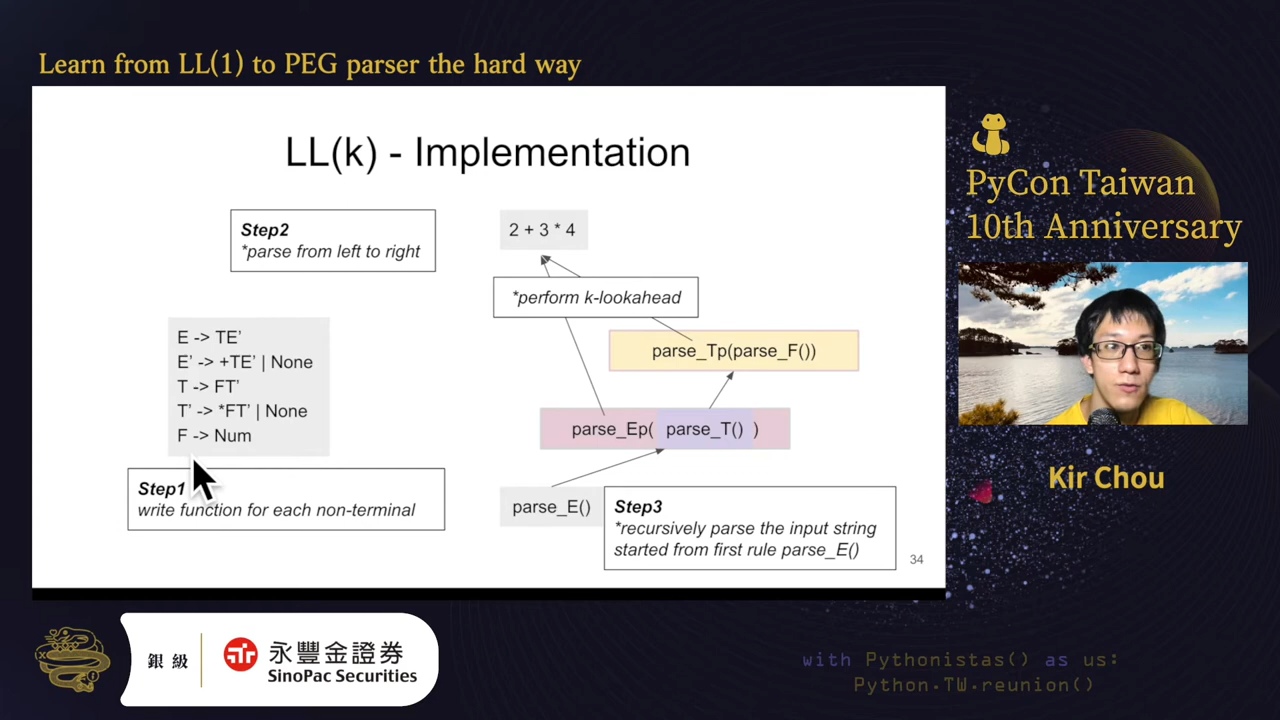 Learn from LL(1) to PEG parser the hard way
LL(k) - Implementation
Step2
*parse from left to right
2 + 3 * 4
*perform k-lookahead
E -> TE’
E’ -> +TE’ | None
T -> FT’
T’ -> *FT’ | None
F -> Num
parse_Tp(parse_F())
parse_Ep( parse_T() )
Step1
write function for each non-terminal
parse_E()
Step3
*recursively parse the input string
started from first rule parse_E()
34
PyCon Taiwan
10th Anniversary
Kir Chou
銀級
永豐金證券
SinoPac Securities
with Pythonistas() as us:
Python.TW.reunion()